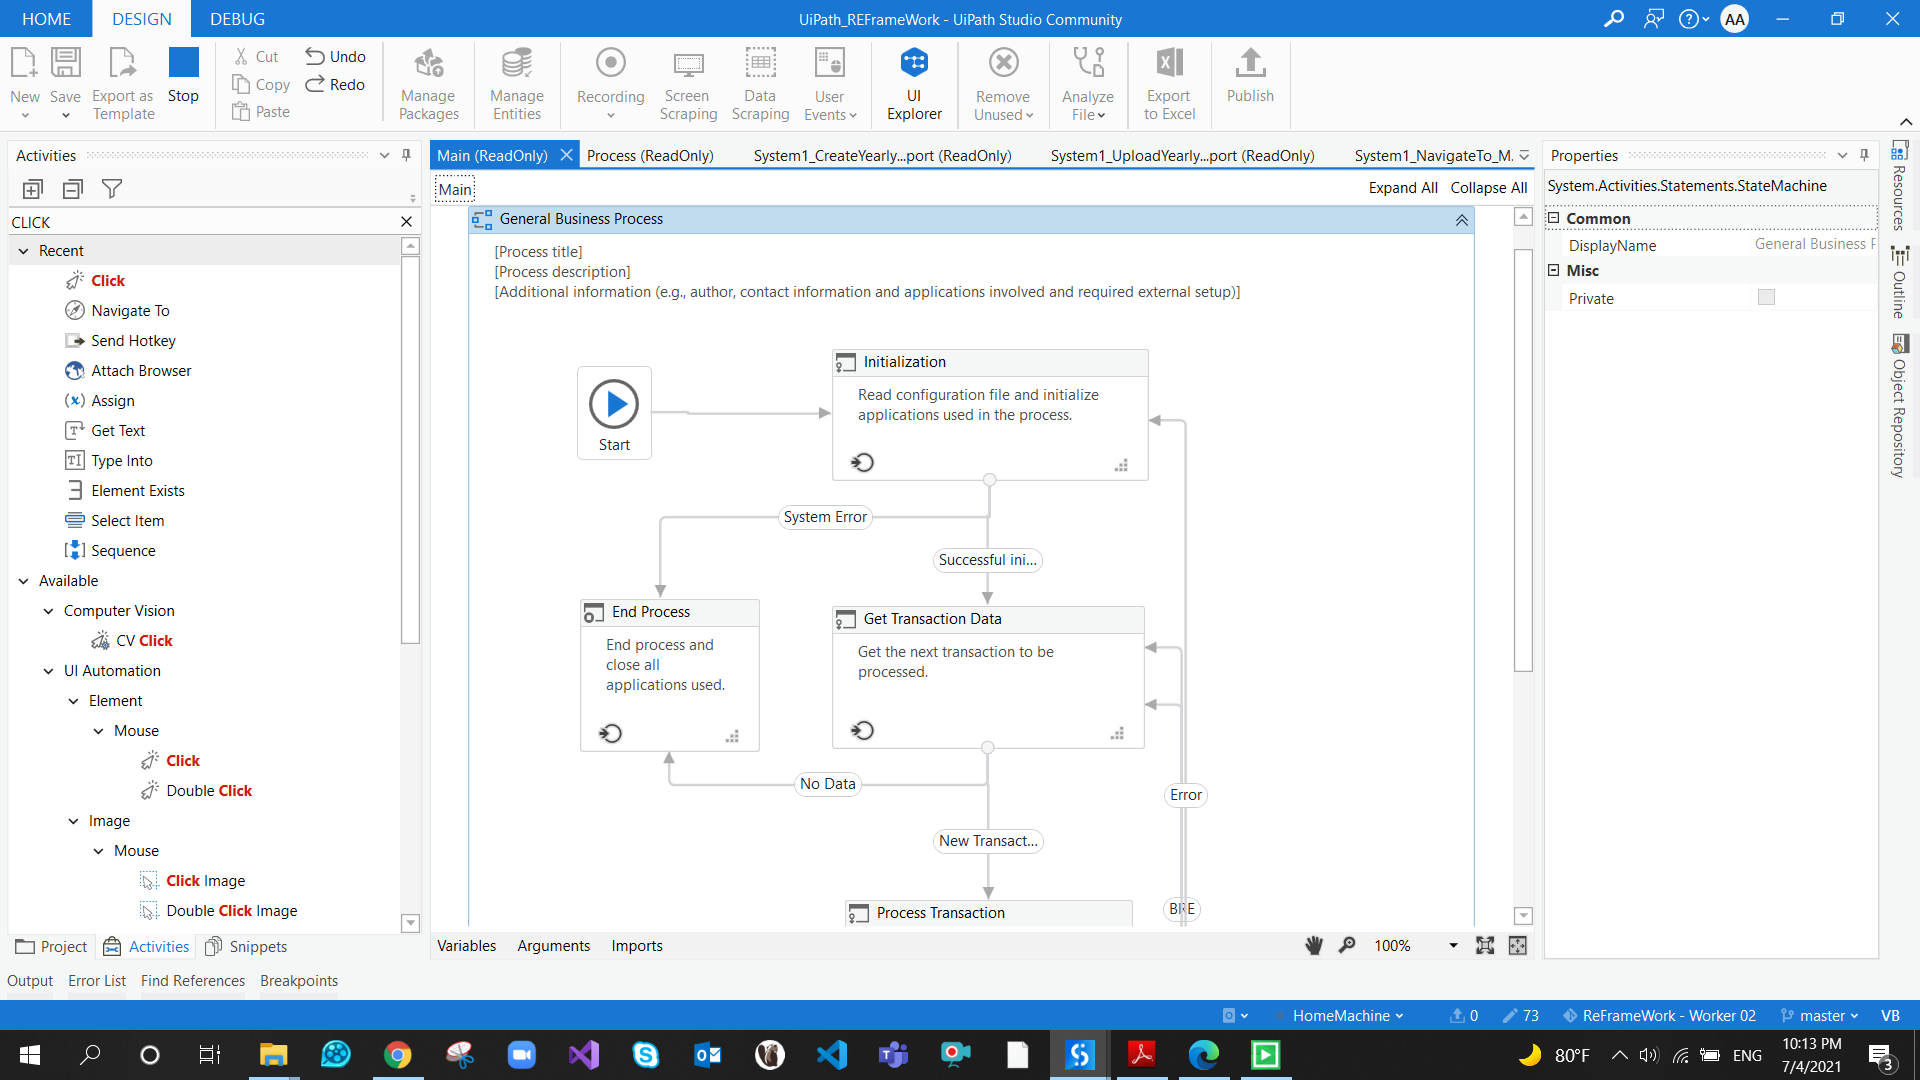 HOME
DESIGN
DEBUG
UiPath_REFrameWork - UiPath Studio Community
AA
New
Save
Export as
Template
Stop
Cut
Copy
Paste
Undo
Redo
Manage
Packages
Manage
Entities
Recording
Screen
Scraping
Data
Scraping
User
Events
UI
Explorer
Remove
Unused
Analyze
File
Export
to Excel
Publish
Activities
CLICK
Recent
Click
Navigate To
Send Hotkey
Attach Browser
Assign
Get Text
Type Into
Element Exists
Select Item
Sequence
Available
Computer Vision
CV Click
UI Automation
Element
Mouse
Click
Double Click
Image
Mouse
Click Image
Double Click Image
Project
Activities
Snippets
Main (ReadOnly)
Process (ReadOnly)
System1_CreateYearly...port (ReadOnly)
System1_UploadYearly...port (ReadOnly)
System1_NavigateTo_M.
Main
Expand All
Collapse All
General Business Process
[Process title]
[Process description]
[Additional information (e.g., author, contact information and applications involved and required external setup)]
Start
Initialization
Read configuration file and initialize
applications used in the process.
System Error
Successful ini...
End Process
End process and
close all
applications used.
Get Transaction Data
Get the next transaction to be
processed.
No Data
Error
New Transact...
Process Transaction
BRE
Variables
Arguments
Imports
100%
Properties
System.Activities.Statements.StateMachine
Common
DisplayName
General Business P
Misc
Private
Resources
Outline
Object Repository
Output
Error List
Find References
Breakpoints
HomeMachine
0
73
ReFrameWork - Worker 02
master
VB
80°F
ENG
10:13 PM
7/4/2021
3